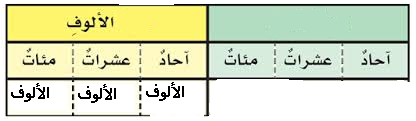 الألوفِ
آحادٌ عشراتٌ مئاتٌ آحادُ عشراتُ مئاتُ
الألوف الألوف الألوف